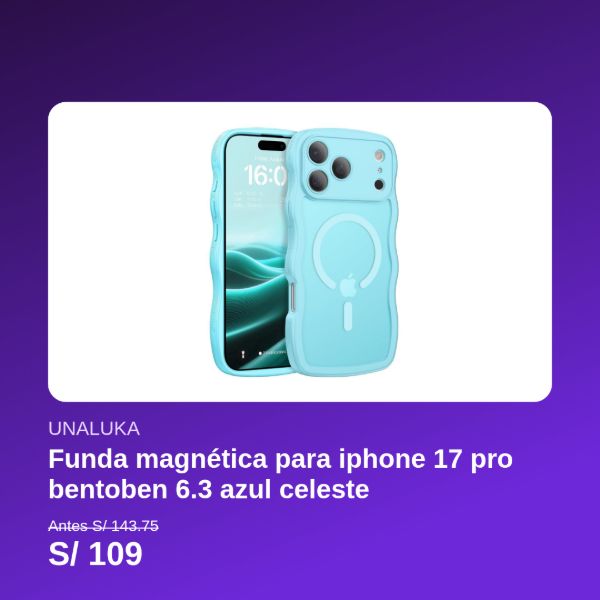 16:0
UNALUKA
Funda magnética para iphone 17 pro
bentoben 6.3 azul celeste
Antes S/ 143.75
S/ 109